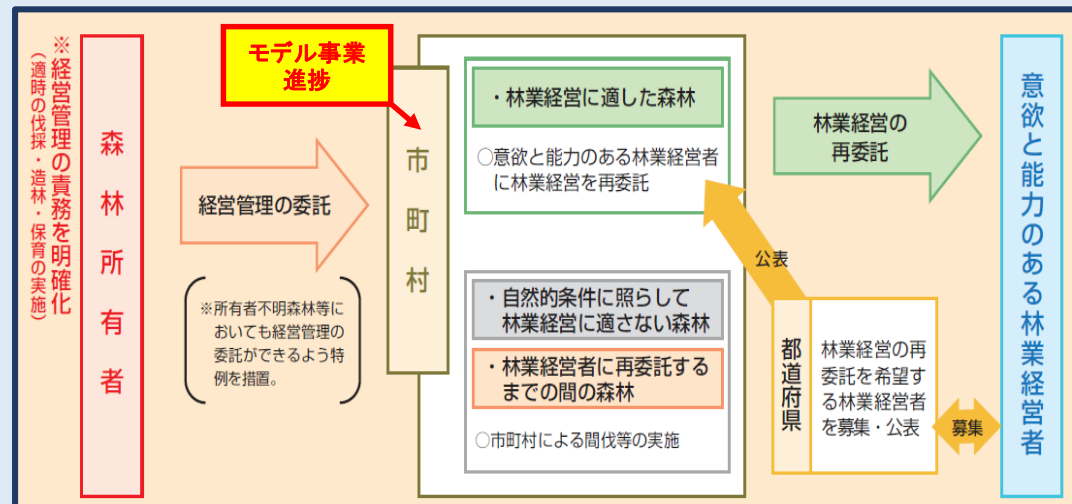 ※経営管理の責務を明確化
（適時の伐採・造林・保育の実施）
森林所有者
モデル事業
進捗
経営管理の委託
※所有者不明森林等に
おいても経営管理の
委託ができるよう特
例を措置。
市町村
・林業経営に適した森林
○意欲と能力のある林業経営者
に林業経営を再委託
・自然的条件に照らして
林業経営に適さない森林
・林業経営者に再委託する
までの間の森林
○市町村による間伐等の実施
林業経営の
再委託
公表
都道府県
林業経営の再
委託を希望す
る林業経営者
を募集・公表
募集
意欲と能力のある林業経営者